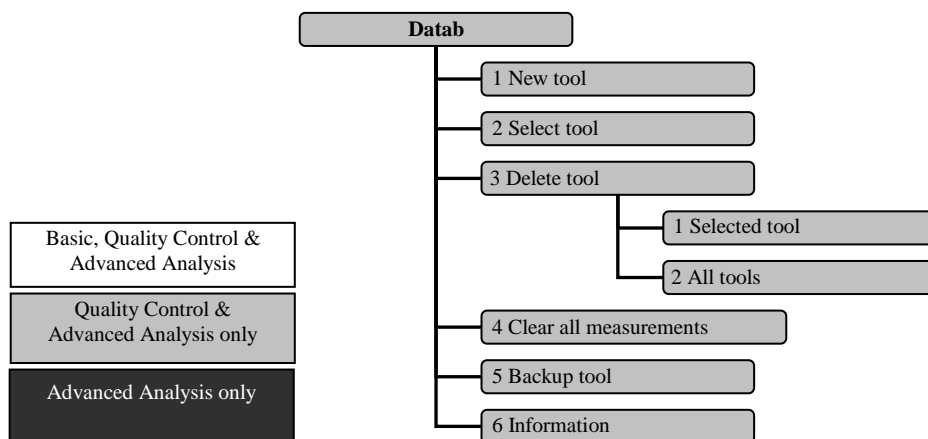 Datab
1 New tool
2 Select tool
3 Delete tool
1 Selected tool
2 All tools
4 Clear all measurements
5 Backup tool
6 Information
Basic, Quality Control &
Advanced Analysis
Quality Control &
Advanced Analysis only
Advanced Analysis only